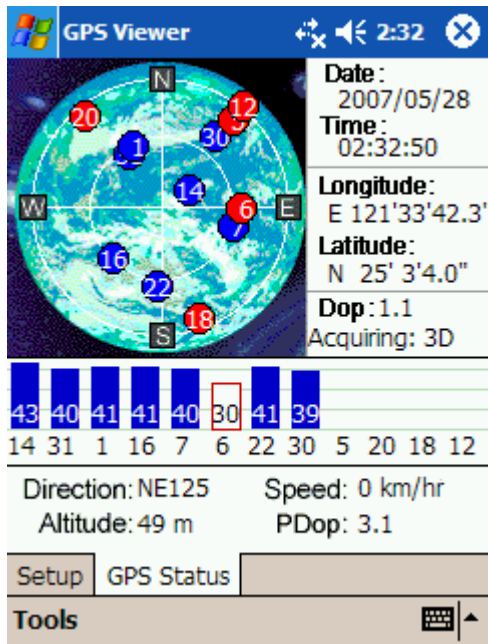 GPS Viewer 2:32
N
20 12 5
1 31 30
14
W 6 E
7
16
22
18
S
Date:
2007/05/28
Time:
02:32:50
Longitude:
E 121°33'42.3"
Latitude:
N 25° 3'4.0"
Dop:1.1
Acquiring: 3D
43 40 41 41 40 30 41 39
14 31 1 16 7 6 22 30 5 20 18 12
Direction: NE125 Speed: 0 km/hr
Altitude: 49 m PDop: 3.1
Setup GPS Status
Tools